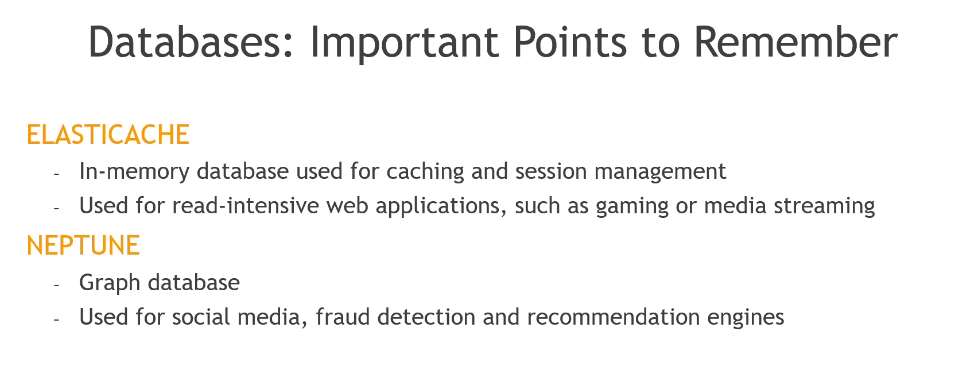 Databases: Important Points to Remember
ELASTICACHE
- In-memory database used for caching and session management
- Used for read-intensive web applications, such as gaming or media streaming
NEPTUNE
- Graph database
- Used for social media, fraud detection and recommendation engines